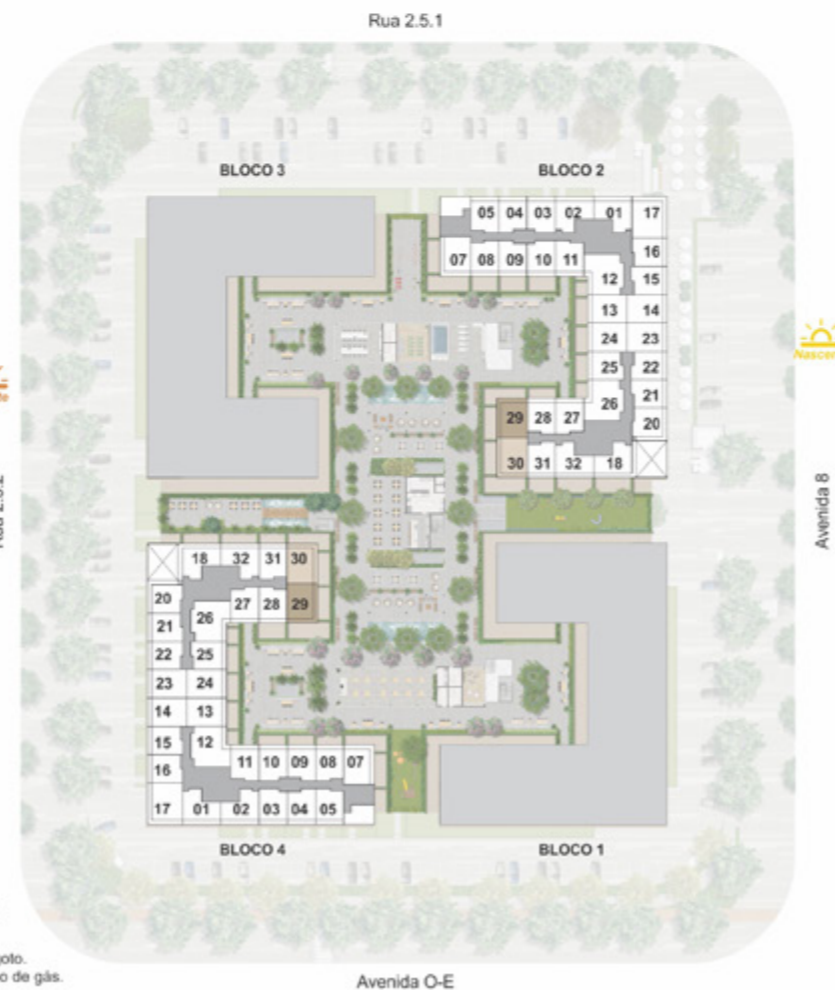 Rua 2.5.1
BLOCO 3
BLOCO 2
05 04 03 02 01 17
16
07 08 09 10 11
12 15
13 14
24 23
25 22
21
26
29 28 27 20
30 31 32 18
Avenida 8
18 32 31 30
20
27 28 29
26
21
22 25
23 24
14 13
15 12
16
11 10 09 08 07
17 01 02 03 04 05
BLOCO 4
BLOCO 1
o de gás.
Avenida O-E